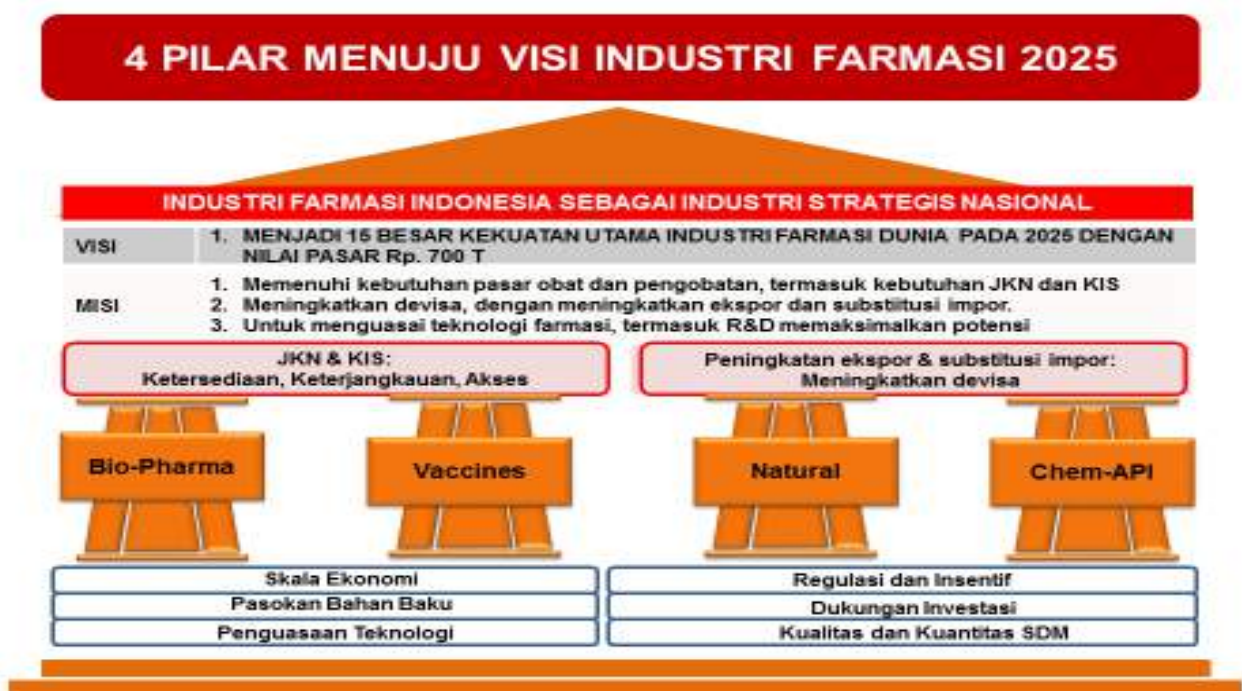 4 PILAR MENUJU VISI INDUSTRI FARMASI 2025
INDUSTRI FARMASI INDONESIA SEBAGAI INDUSTRI STRATEGIS NASIONAL
VISI
1. MENJADI 15 BESAR KEKUATAN UTAMA INDUSTRI FARMASI DUNIA PADA 2025 DENGAN
NILAI PASAR Rp. 700 T
MISI
1. Memenuhi kebutuhan pasar obat dan pengobatan, termasuk kebutuhan JKN dan KIS
2. Meningkatkan devisa, dengan meningkatkan ekspor dan substiitusi impor.
3. Untuk menguasai teknologi farmasi, termasuk R&D memaksimalkan potensi
JKN & KIS:
Ketersediaan, Keterjangkauan, Akses
Peningkatan ekspor & substitusi impor:
Meningkatkan devisa
Bio-Pharma
Vaccines
Natural
Chem-API
Skala Ekonomi
Pasokan Bahan Baku
Penguasaan Teknologi
Regulasi dan Insentif
Dukungan Investasi
Kualitas dan Kuantitas SDM